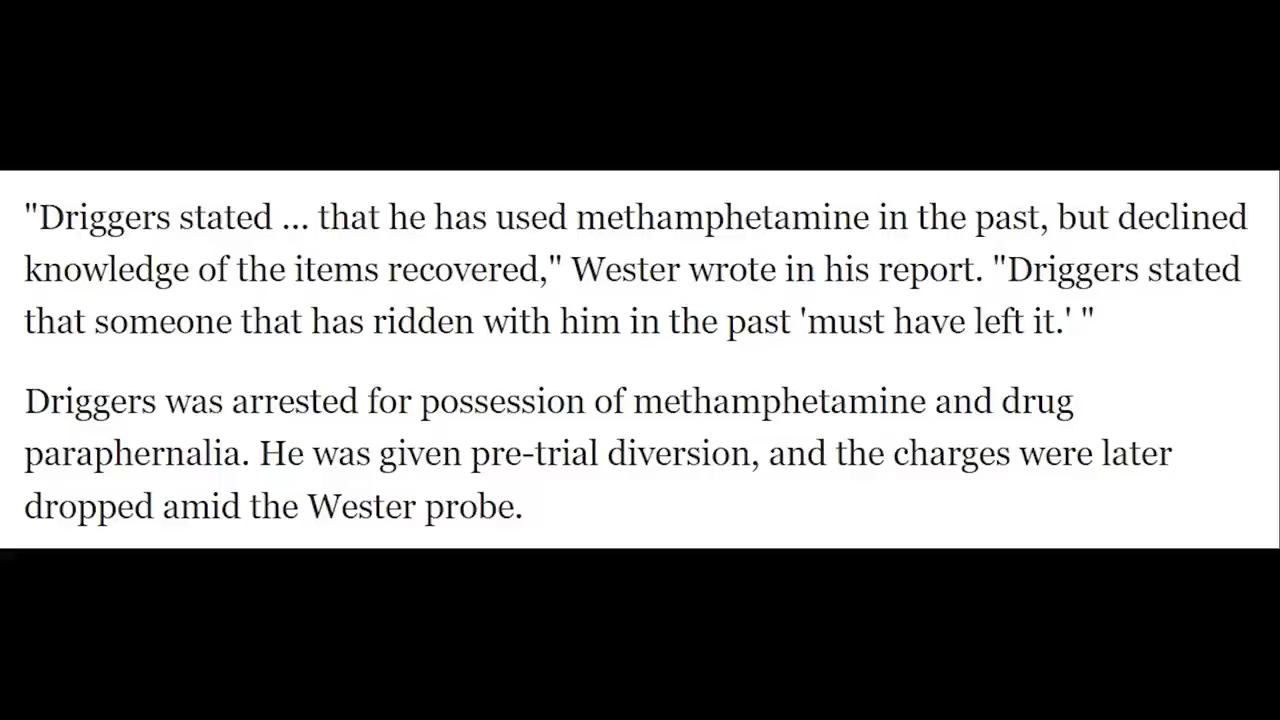 "Driggers stated ... that he has used methamphetamine in the past, but declined
knowledge of the items recovered," Wester wrote in his report. "Driggers stated
that someone that has ridden with him in the past 'must have left it.' "
Driggers was arrested for possession of methamphetamine and drug
paraphernalia. He was given pre-trial diversion, and the charges were later
dropped amid the Wester probe.